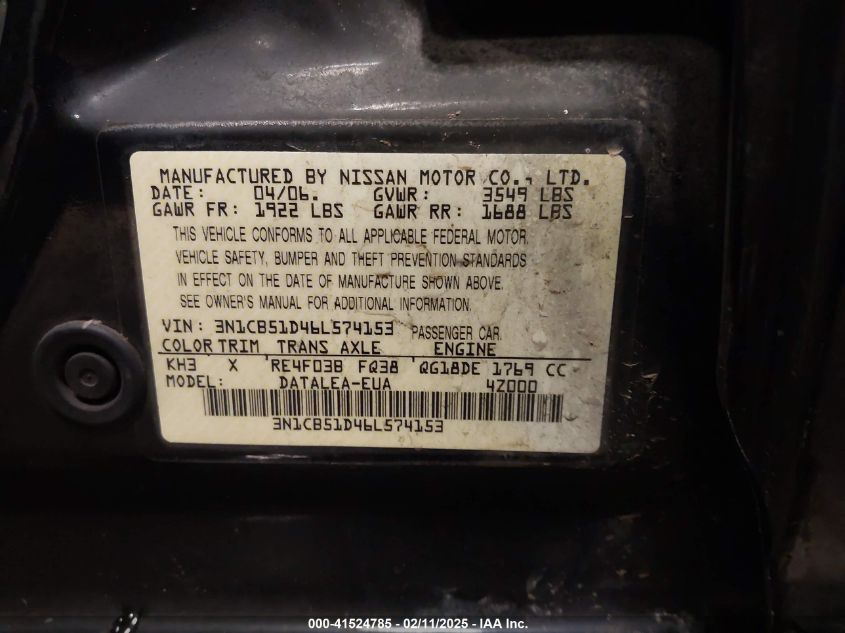 MANUFACTURED BY NISSAN MOTOR CO., LTD.
DATE: 04/06. GVWR: 3549 LBS
GAWR FR: 1922 LBS GAWR RR: 1688 LBS
THIS VEHICLE CONFORMS TO ALL APPLICABLE FEDERAL MOTOR
VEHICLE SAFETY, BUMPER AND THEFT PREVENTION STANDARDS
IN EFFECT ON THE DATE OF MANUFACTURE SHOWN ABOVE.
SEE OWNER'S MANUAL FOR ADDITIONAL INFORMATION.
VIN: 3N1CB51D46L574153 PASSENGER CAR
COLOR TRIM TRANS AXLE ENGINE
KH3 X RE4F03B FQ38 QG18DE 1769 CC
MODEL: DATALEA-EUA 4Z000
3N1CB51D46L574153
000-41524785 - 02/11/2025 - IAA Inc.